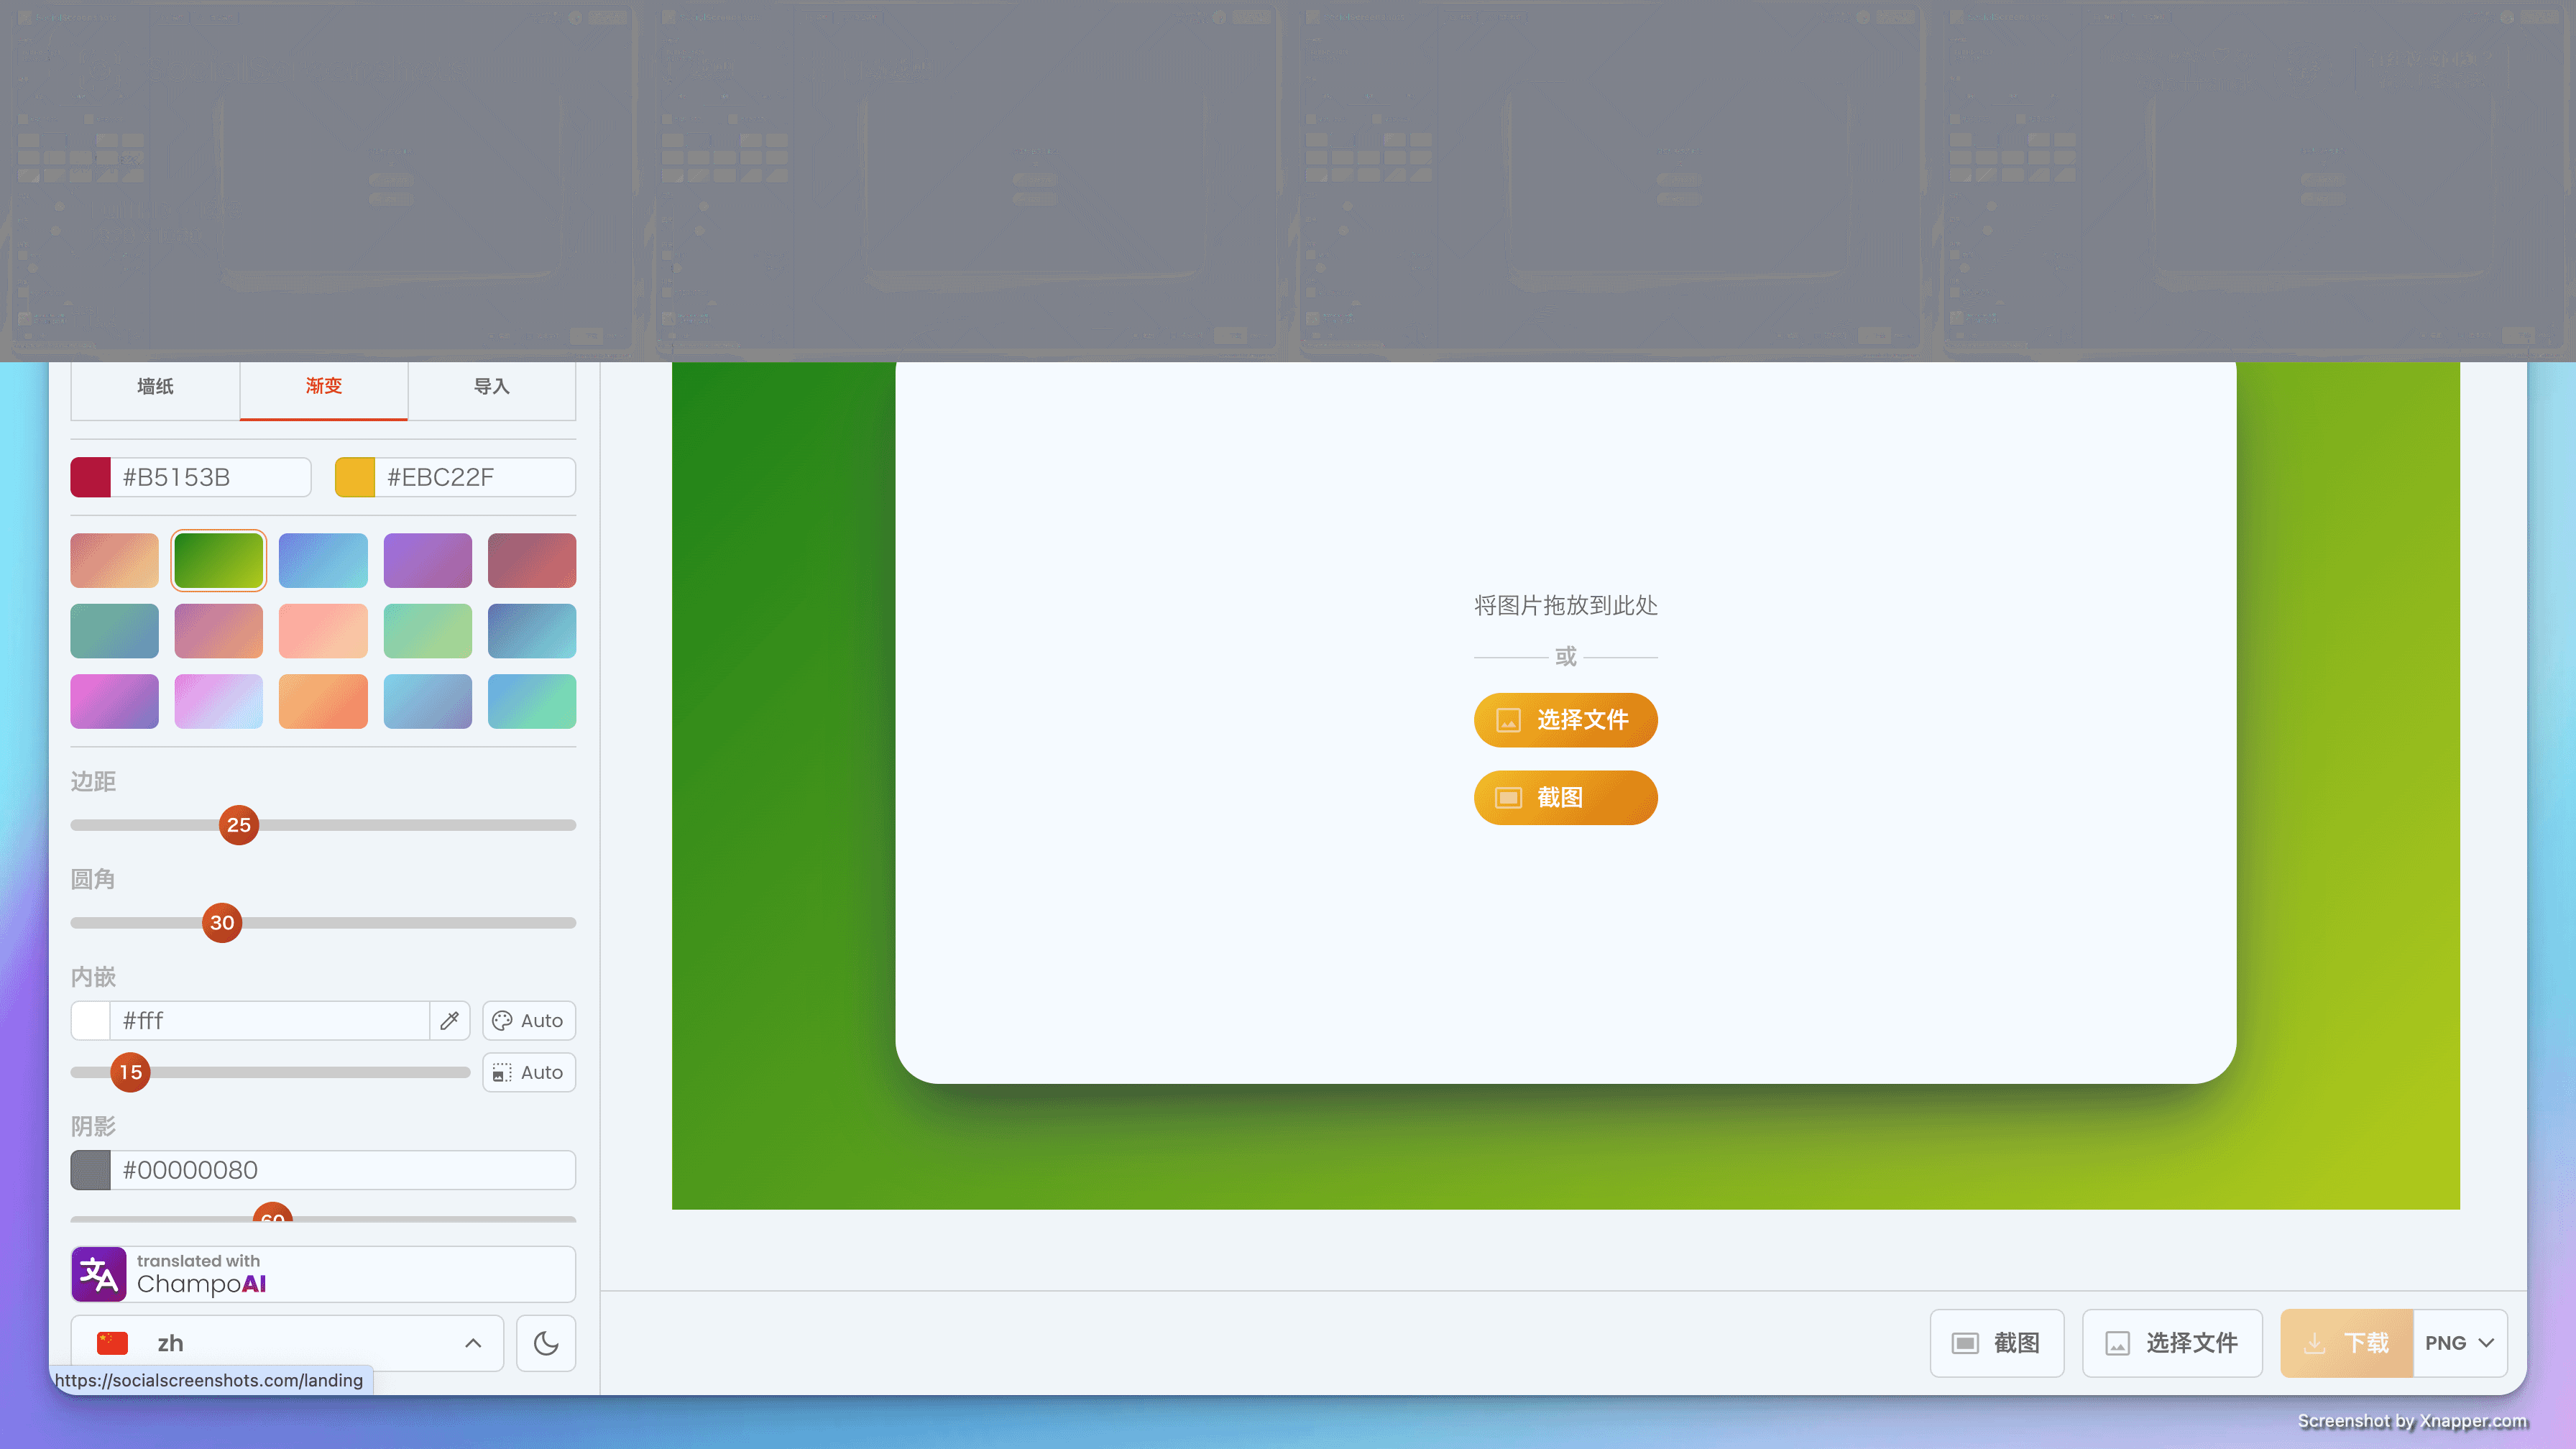 墙纸
渐变
导入
#B5153B
#EBC22F
边距
25
圆角
30
内嵌
#fff
Auto
15
Auto
阴影
#00000080
60
translated with
ChampoAI
zh
https://socialscreenshots.com/landing
将图片拖放到此处
或
选择文件
截图
截图
选择文件
下载
PNG
Screenshot by Xnapper.com